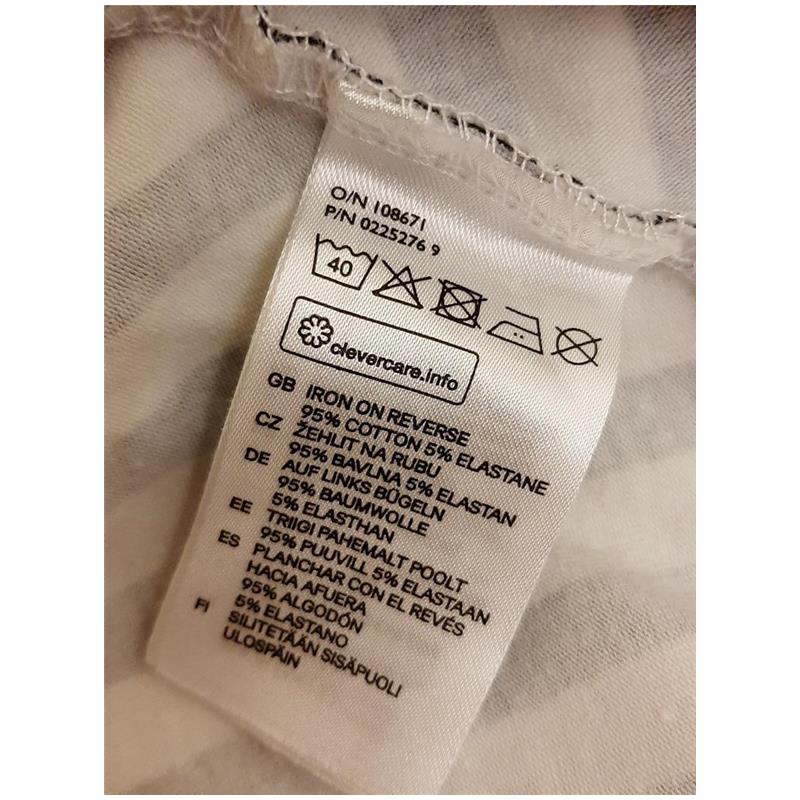 O/N 108671
P/N 0225276 9
40
clevercare.info
GB IRON ON REVERSE
95% COTTON 5% ELASTANE
CZ ŽEHLIT NA RUBU
95% BAVLNA 5% ELASTAN
DE AUF LINKS BÜGELN
95% BAUMWOLLE
5% ELASTHAN
EE TRIIGI PAHEMALT POOLT
95% PUUVILL 5% ELASTAAN
ES PLANCHAR CON EL REVÉS
HACIA AFUERA
95% ALGODÓN
5% ELASTANO
FI SILITETÄÄN SISÄPUOLI
ULOSPÄIN